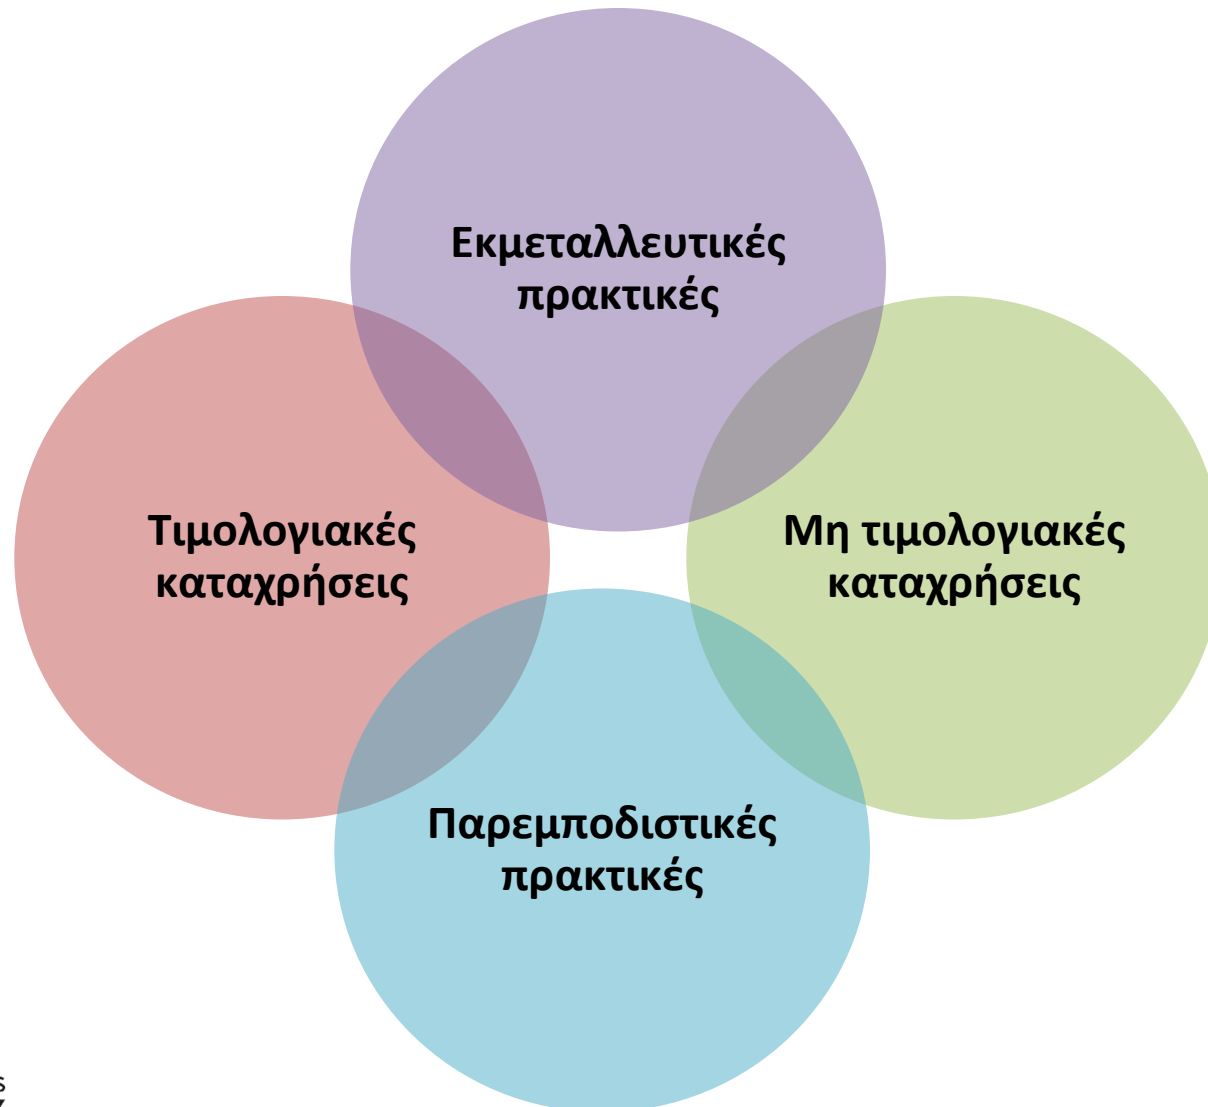 Εκμεταλλευτικές
πρακτικές
Τιμολογιακές
καταχρήσεις
Μη τιμολογιακές
καταχρήσεις
Παρεμποδιστικές
πρακτικές